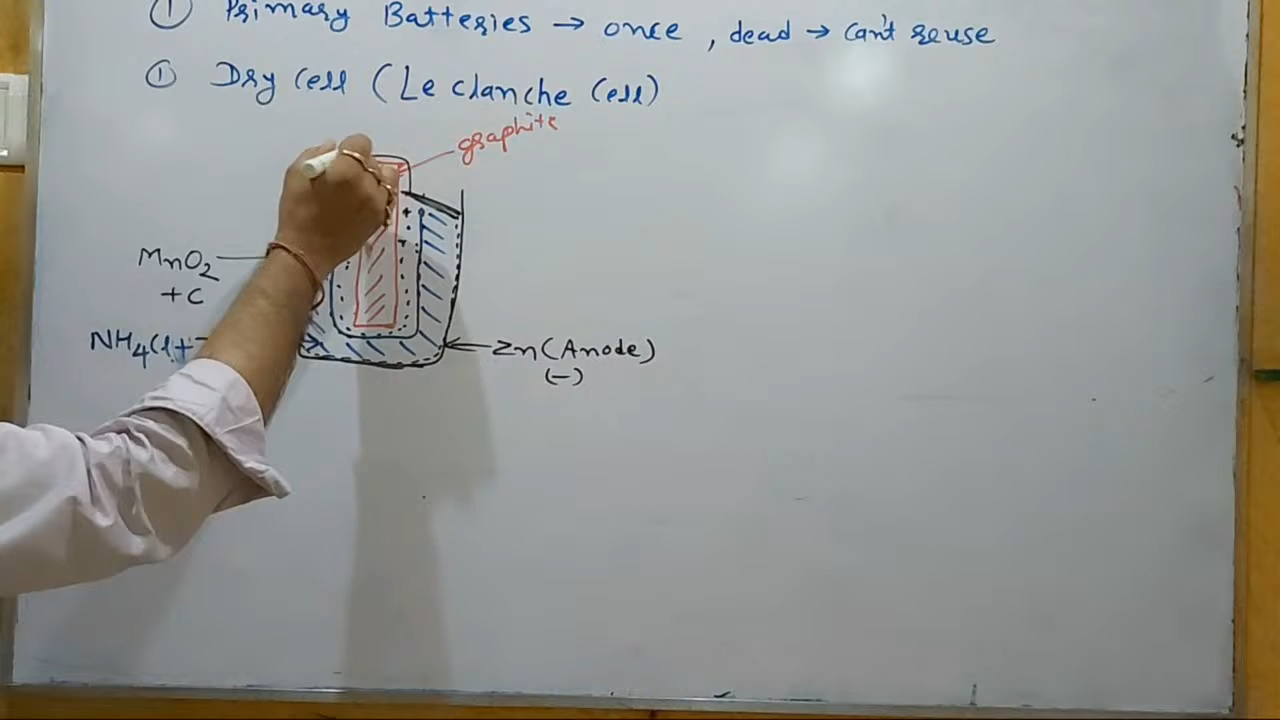 ① Primary Batteries → once , dead → can't reuse
① Dry cell (Le clanche cell)
graphite
MnO2
+C
NH4Cl+
Zn (Anode)
(-)